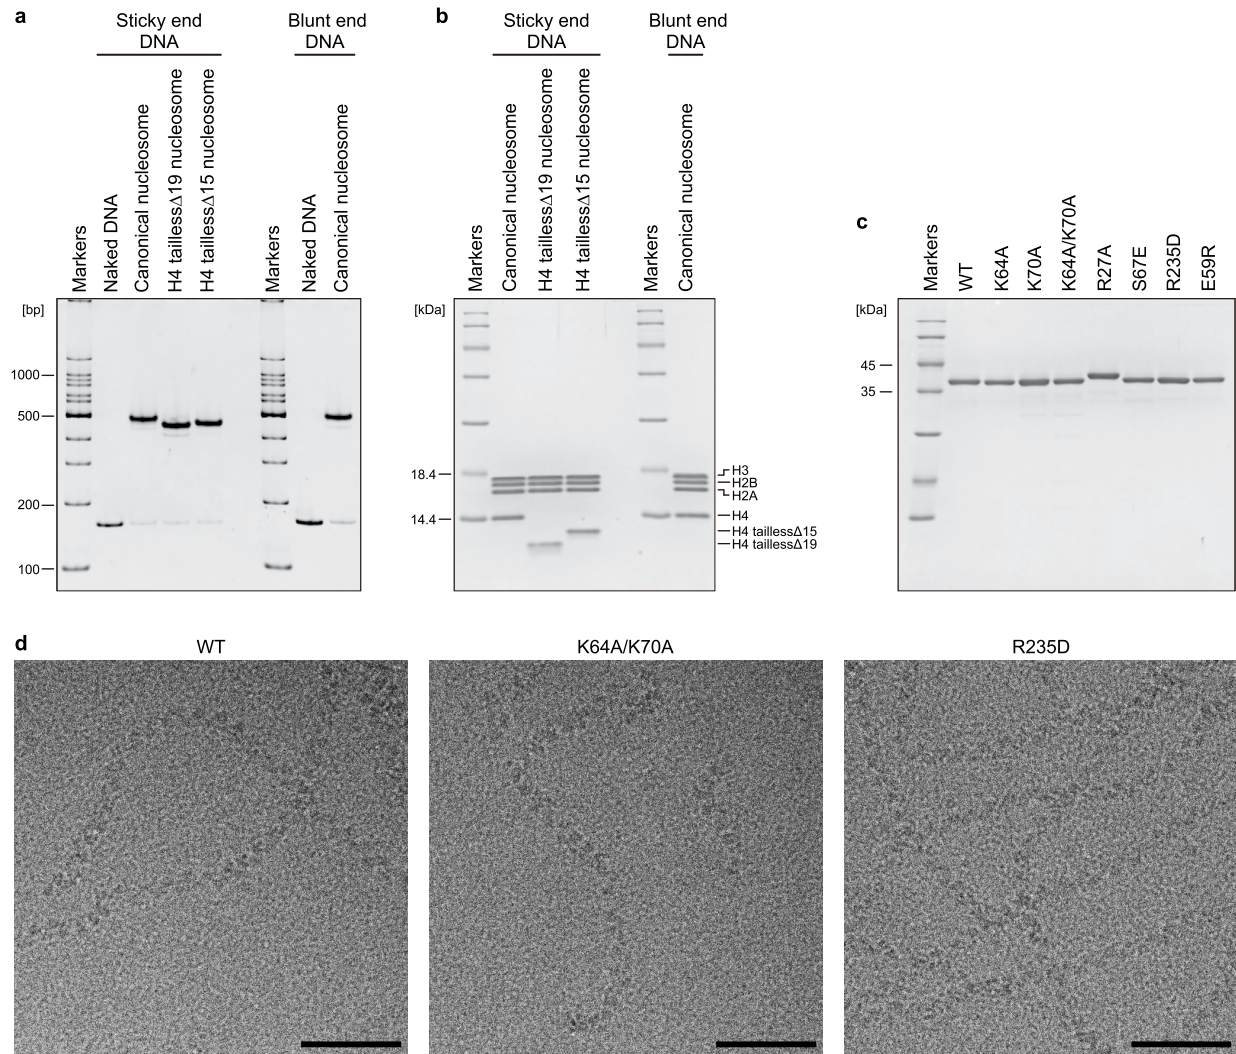 a
Sticky end
DNA
Blunt end
DNA
Markers
Naked DNA
Canonical nucleosome
H4 taillessΔ19 nucleosome
H4 taillessΔ15 nucleosome
Markers
Naked DNA
Canonical nucleosome
[bp]
1000
500
200
100
b
Sticky end
DNA
Blunt end
DNA
Markers
Canonical nucleosome
H4 taillessΔ19 nucleosome
H4 taillessΔ15 nucleosome
Markers
Canonical nucleosome
[kDa]
18.4
14.4
H3
H2B
H2A
H4
H4 taillessΔ15
H4 taillessΔ19
c
Markers
WT
K64A
K70A
K64A/K70A
R27A
S67E
R235D
E59R
[kDa]
45
35
d
WT
K64A/K70A
R235D